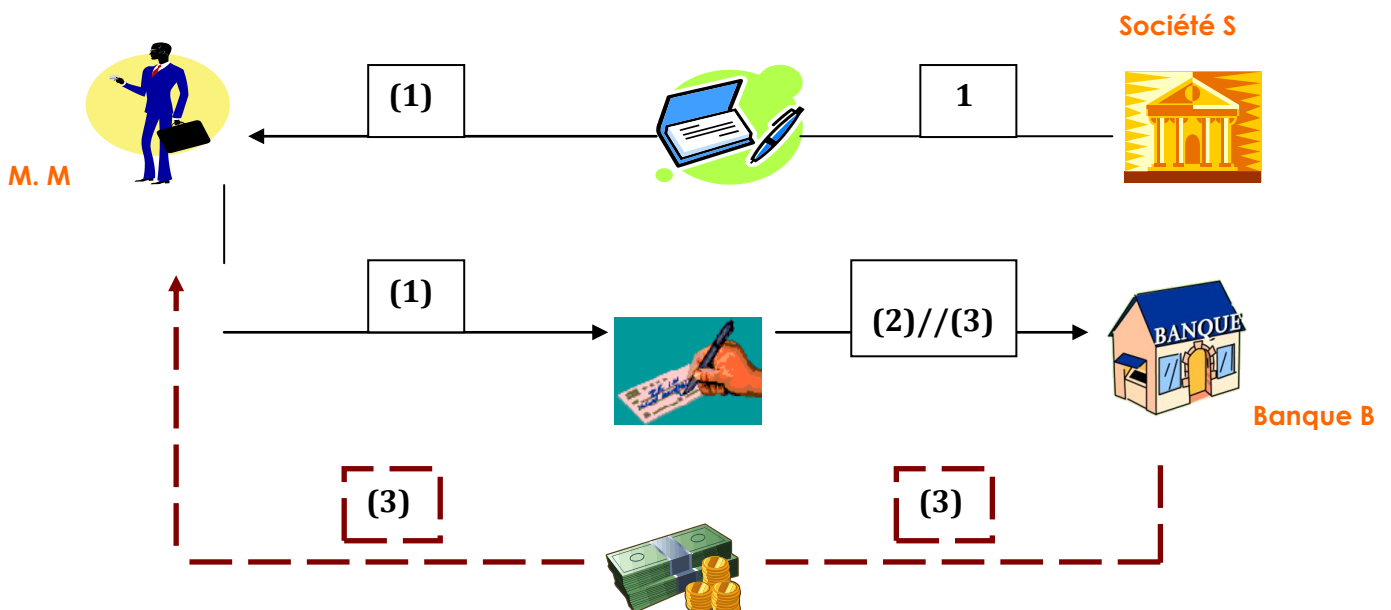 Société S
(1)
1
M. M
(1)
(2)//(3)
BANQUE
Banque B
(3)
(3)